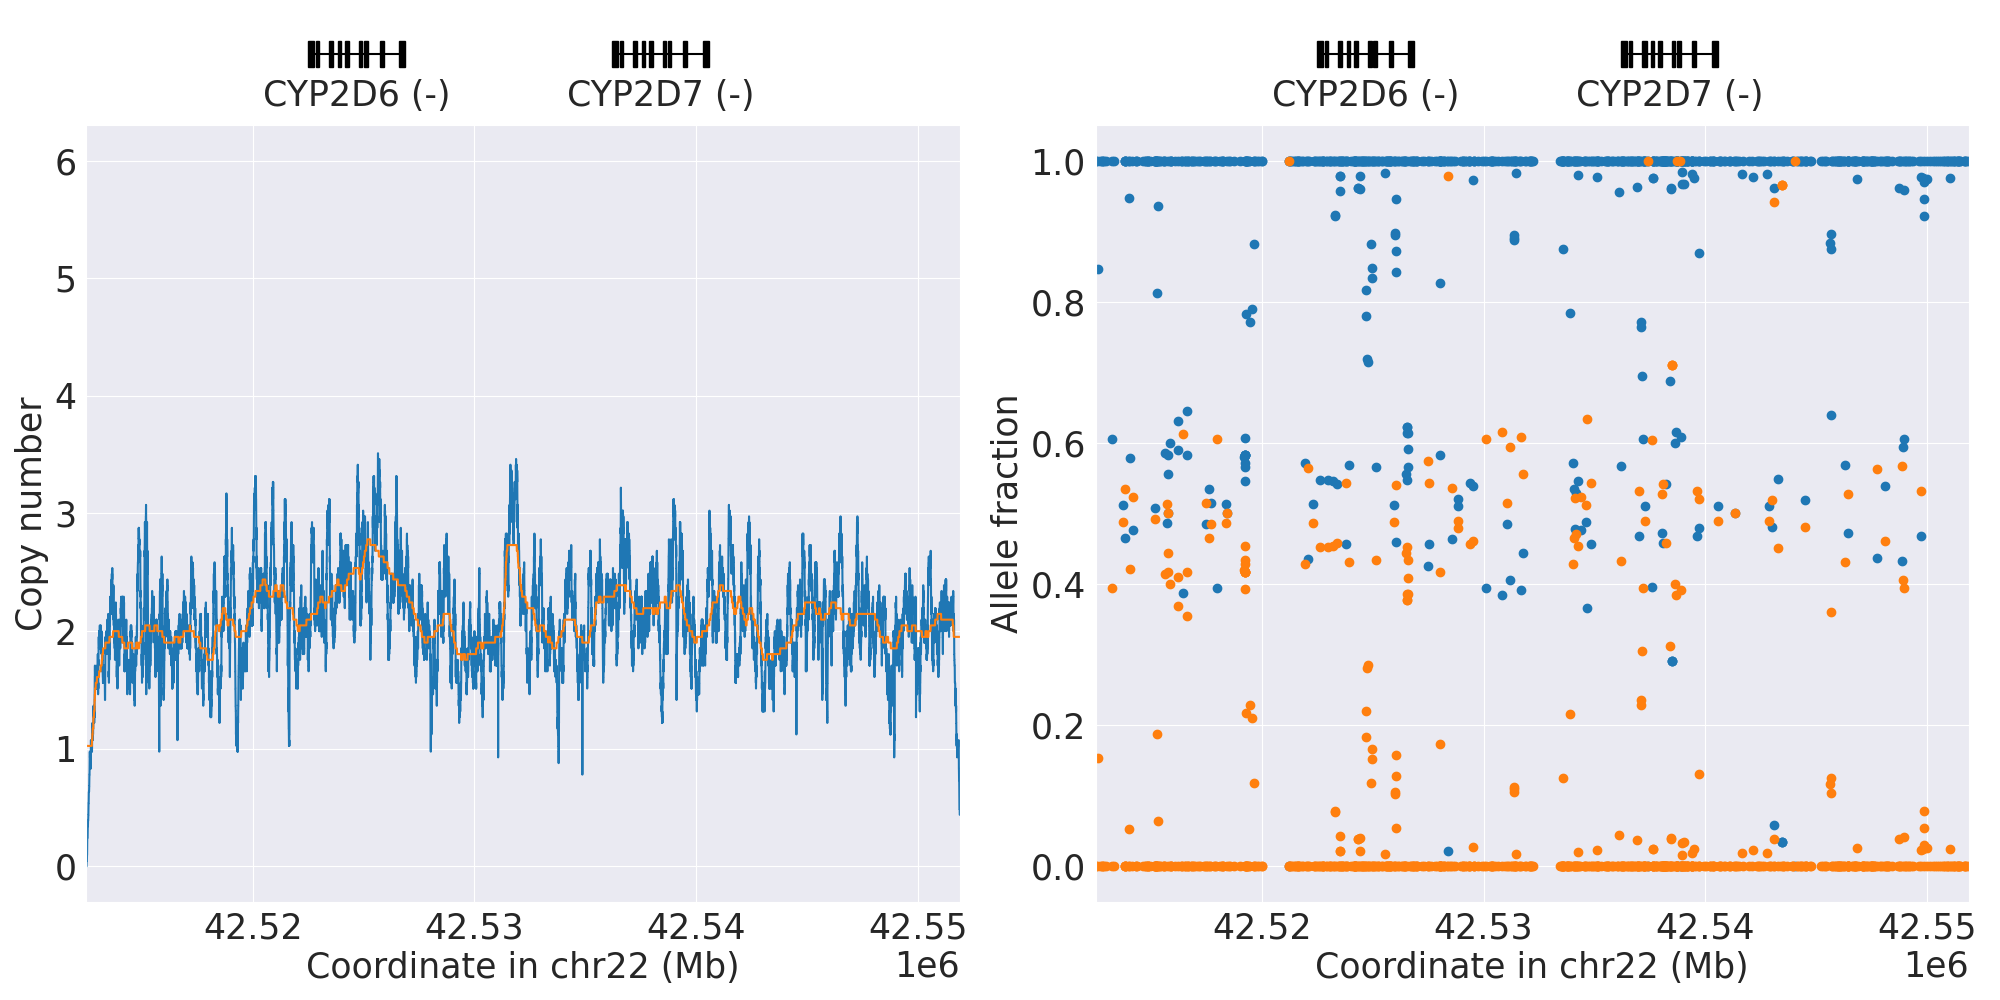 CYP2D6 (-) CYP2D7 (-)
6
5
4
3
2
1
0
Copy number
42.52 42.53 42.54 42.55
Coordinate in chr22 (Mb) 1e6
CYP2D6 (-) CYP2D7 (-)
1.0
0.8
0.6
0.4
0.2
0.0
Allele fraction
42.52 42.53 42.54 42.55
Coordinate in chr22 (Mb) 1e6